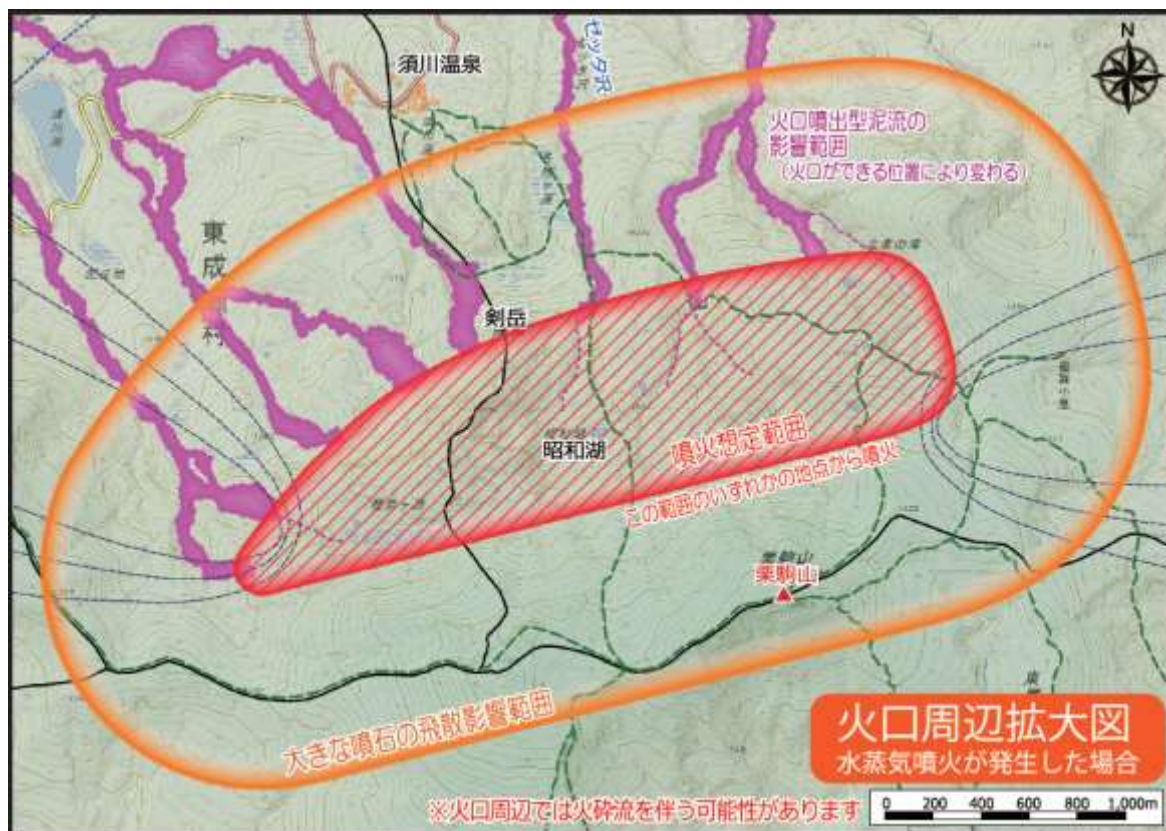 N
須川温泉
ゼッタ沢
火口噴出型泥流の
影響範囲
(火口ができる位置により変わる)
東成
村
剣岳
昭和湖
噴火想定範囲
この範囲のいずれかの地点から噴火
栗駒山
栗駒山
大きな噴石の飛散影響範囲
火口周辺拡大図
水蒸気噴火が発生した場合
※火口周辺では火砕流を伴う可能性があります
0 200 400 600 800 1,000m